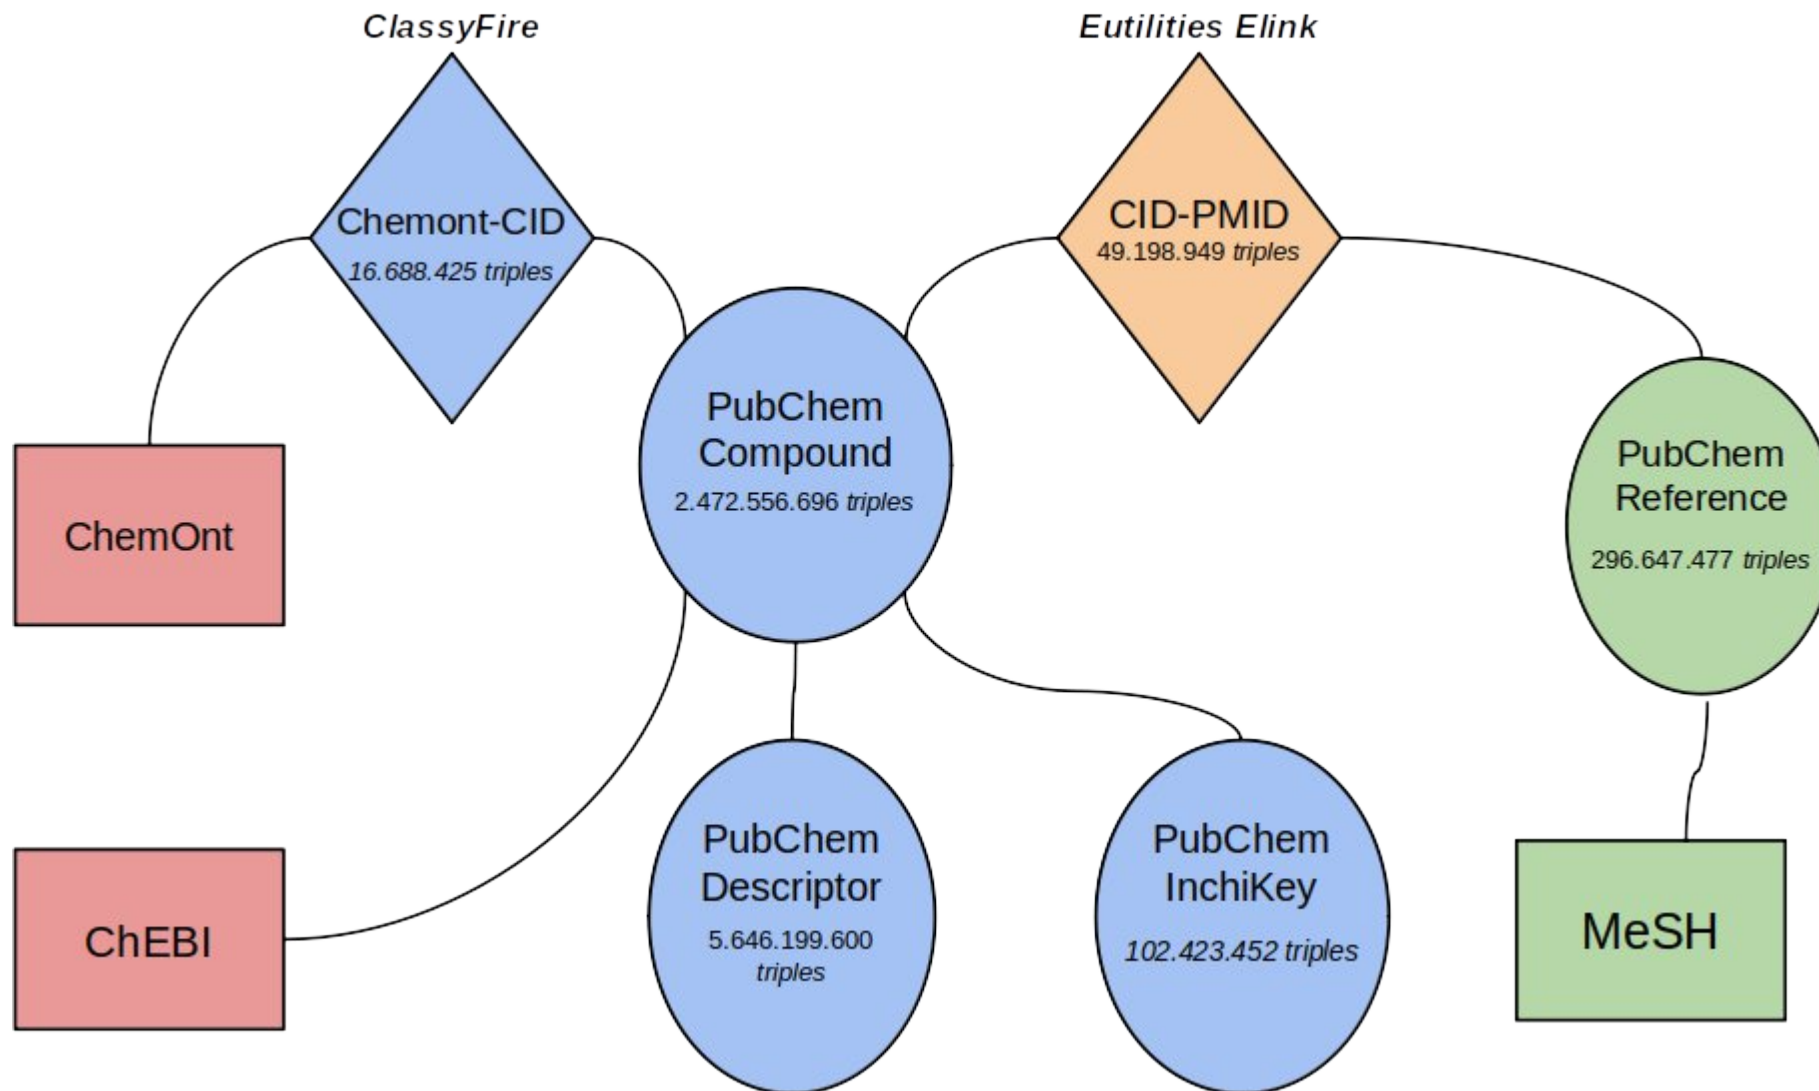 ClassyFire
Eutilities Elink
Chemont-CID
16.688.425 triples
CID-PMID
49.198.949 triples
PubChem
Compound
2.472.556.696 triples
PubChem
Reference
296.647.477 triples
ChemOnt
ChEBI
PubChem
Descriptor
5.646.199.600
triples
PubChem
InchiKey
102.423.452 triples
MeSH